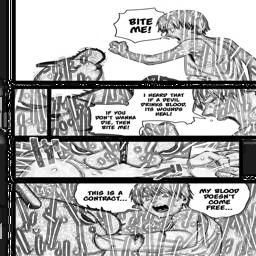 BITE
ME!
I HEARD THAT
IF A DEVIL
DRINKS BLOOD,
ITS WOUNDS
HEAL!
IF YOU
DON'T WANNA
DIE, THEN
BITE ME!
THIS IS A
CONTRACT...
MY BLOOD
DOESN'T
COME
FREE...